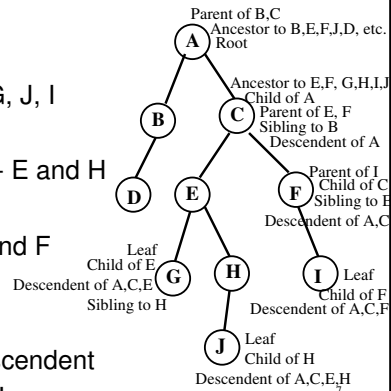 Parent of B,C
Ancestor to B,E,F,J,D, etc.
Root
A
G, J, I
Ancestor to E,F, G,H,I,J
Child of A
Parent of E, F
Sibling to B
Descendent of A
B
C
- E and H
Parent of I
Child of C
Sibling to E
Descendent of A,C
D
E
F
nd F
Leaf
Child of E
Descendent of A,C,E
Sibling to H
G
H
I
Leaf
Child of F
Descendent of A,C,F
J
Leaf
Child of H
scendent
Descendent of A,C,E,H
7